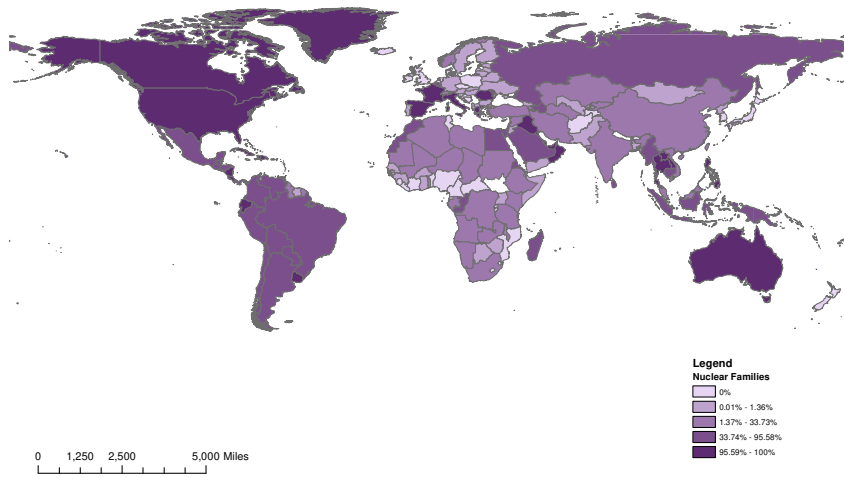 Legend
Nuclear Families
0%
0.01% - 1.36%
1.37% - 33.73%
33.74% - 95.58%
95.59% - 100%
0 1,250 2,500 5,000 Miles